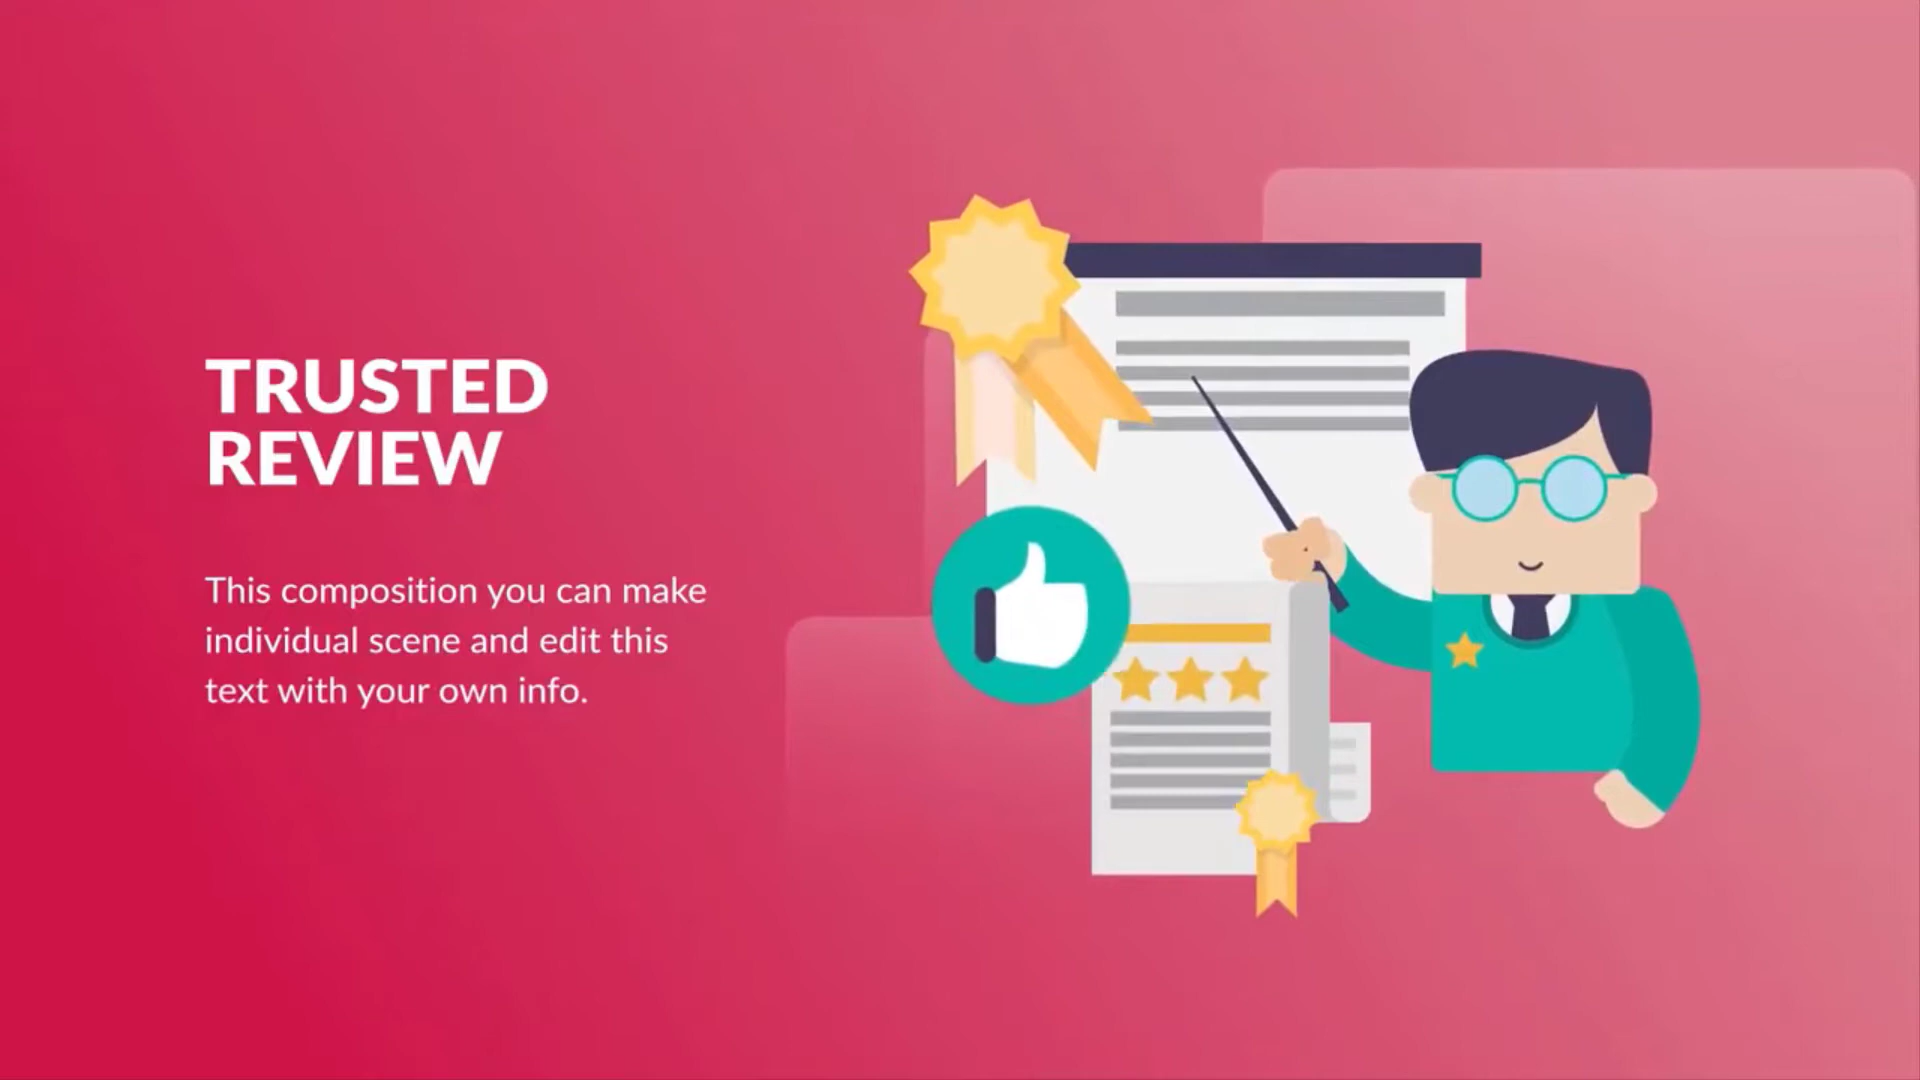 TRUSTED
REVIEW
This composition you can make
individual scene and edit this
text with your own info.